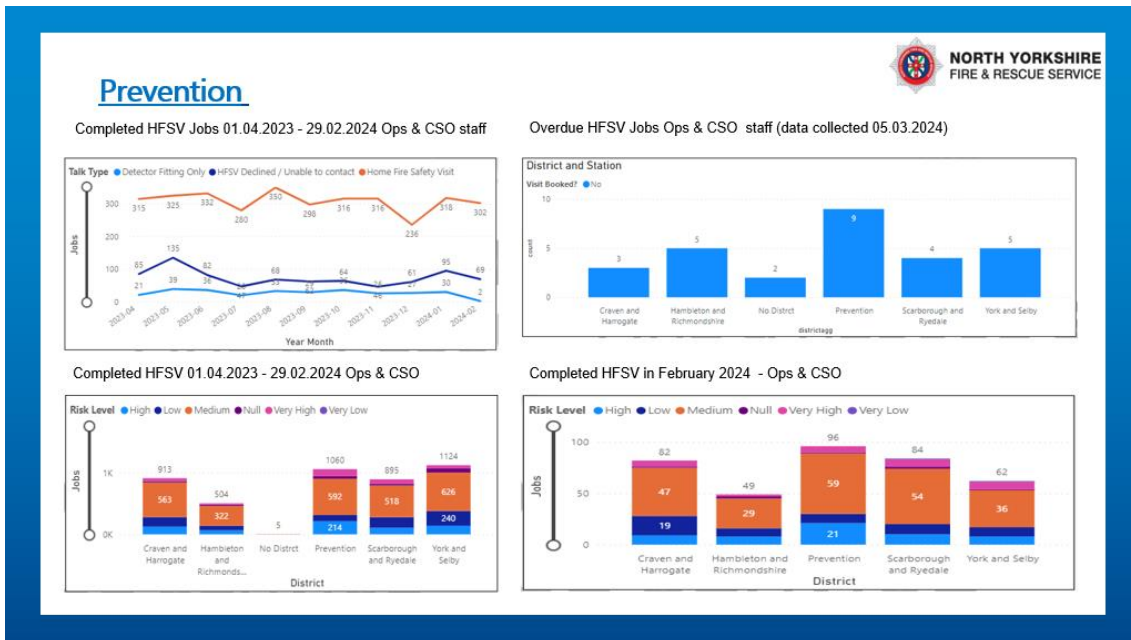 NORTH YORKSHIRE
FIRE & RESCUE SERVICE
Prevention
Completed HFSV Jobs 01.04.2023 - 29.02.2024 Ops & CSO staff
Talk Type Detector Fitting Only HFSV Declined / Unable to contact Home Fire Safety Visit
Jobs
300
200
100
0
315 325 332 280 350 298 316 316 236 318 302
85 135 82 68 64 61 95 69
21 39 36 30 2
2023-04 2023-05 2023-06 2023-07 2023-08 2023-09 2023-10 2023-11 2023-12 2024-01 2024-02
Year Month
Overdue HFSV Jobs Ops & CSO staff (data collected 05.03.2024)
District and Station
Visit Booked? No
count
10
5
0
3 5 2 9 4 5
Craven and Harrogate
Hambleton and Richmondshire
No Distrct
Prevention
Scarborough and Ryedale
York and Selby
districtagg
Completed HFSV 01.04.2023 - 29.02.2024 Ops & CSO
Risk Level High Low Medium Null Very High Very Low
Jobs
1K
0K
913 504 5 1060 895 1124
563 322 592 518 626
214 240
Craven and Harrogate
Hambleton and Richmonds...
No Distrct
Prevention
Scarborough and Ryedale
York and Selby
District
Completed HFSV in February 2024 - Ops & CSO
Risk Level High Low Medium Null Very High Very Low
Jobs
100
50
0
82 49 96 84 62
47 29 59 54 36
19 21
Craven and Harrogate
Hambleton and Richmondshire
Prevention
Scarborough and Ryedale
York and Selby
District